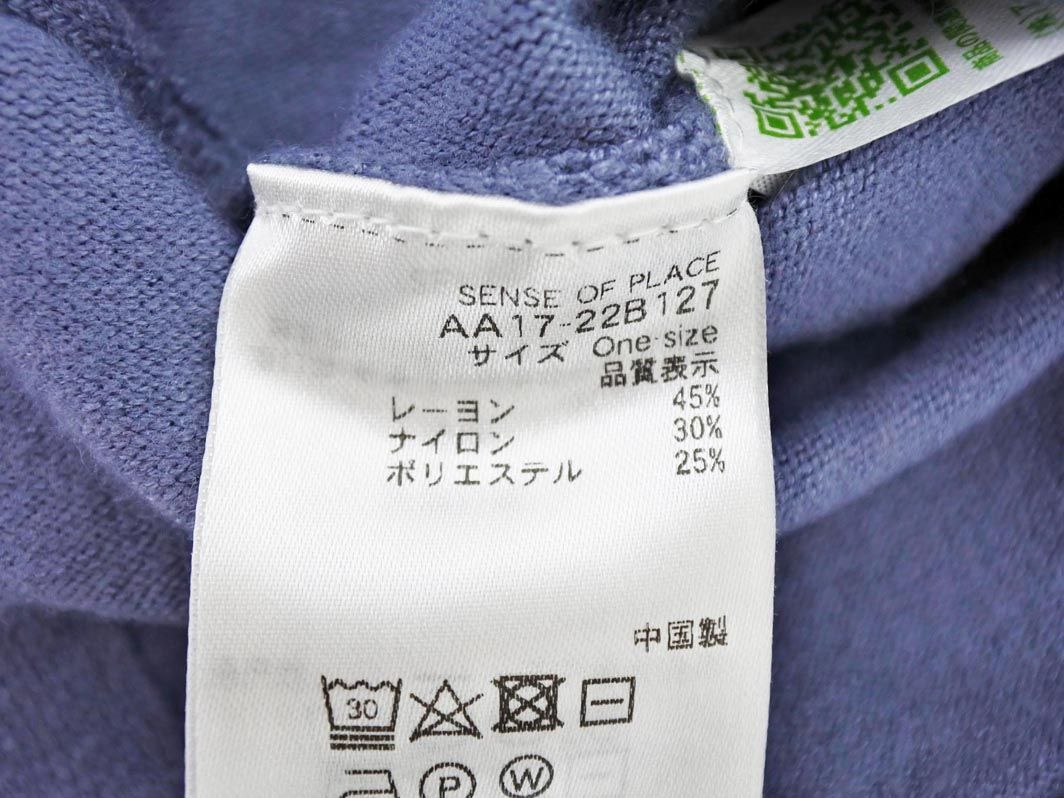 SENSE OF PLACE
AA17-22B127
サイズ One-size
品質表示
レーヨン 45%
ナイロン 30%
ポリエステル 25%
中国製
30
P W